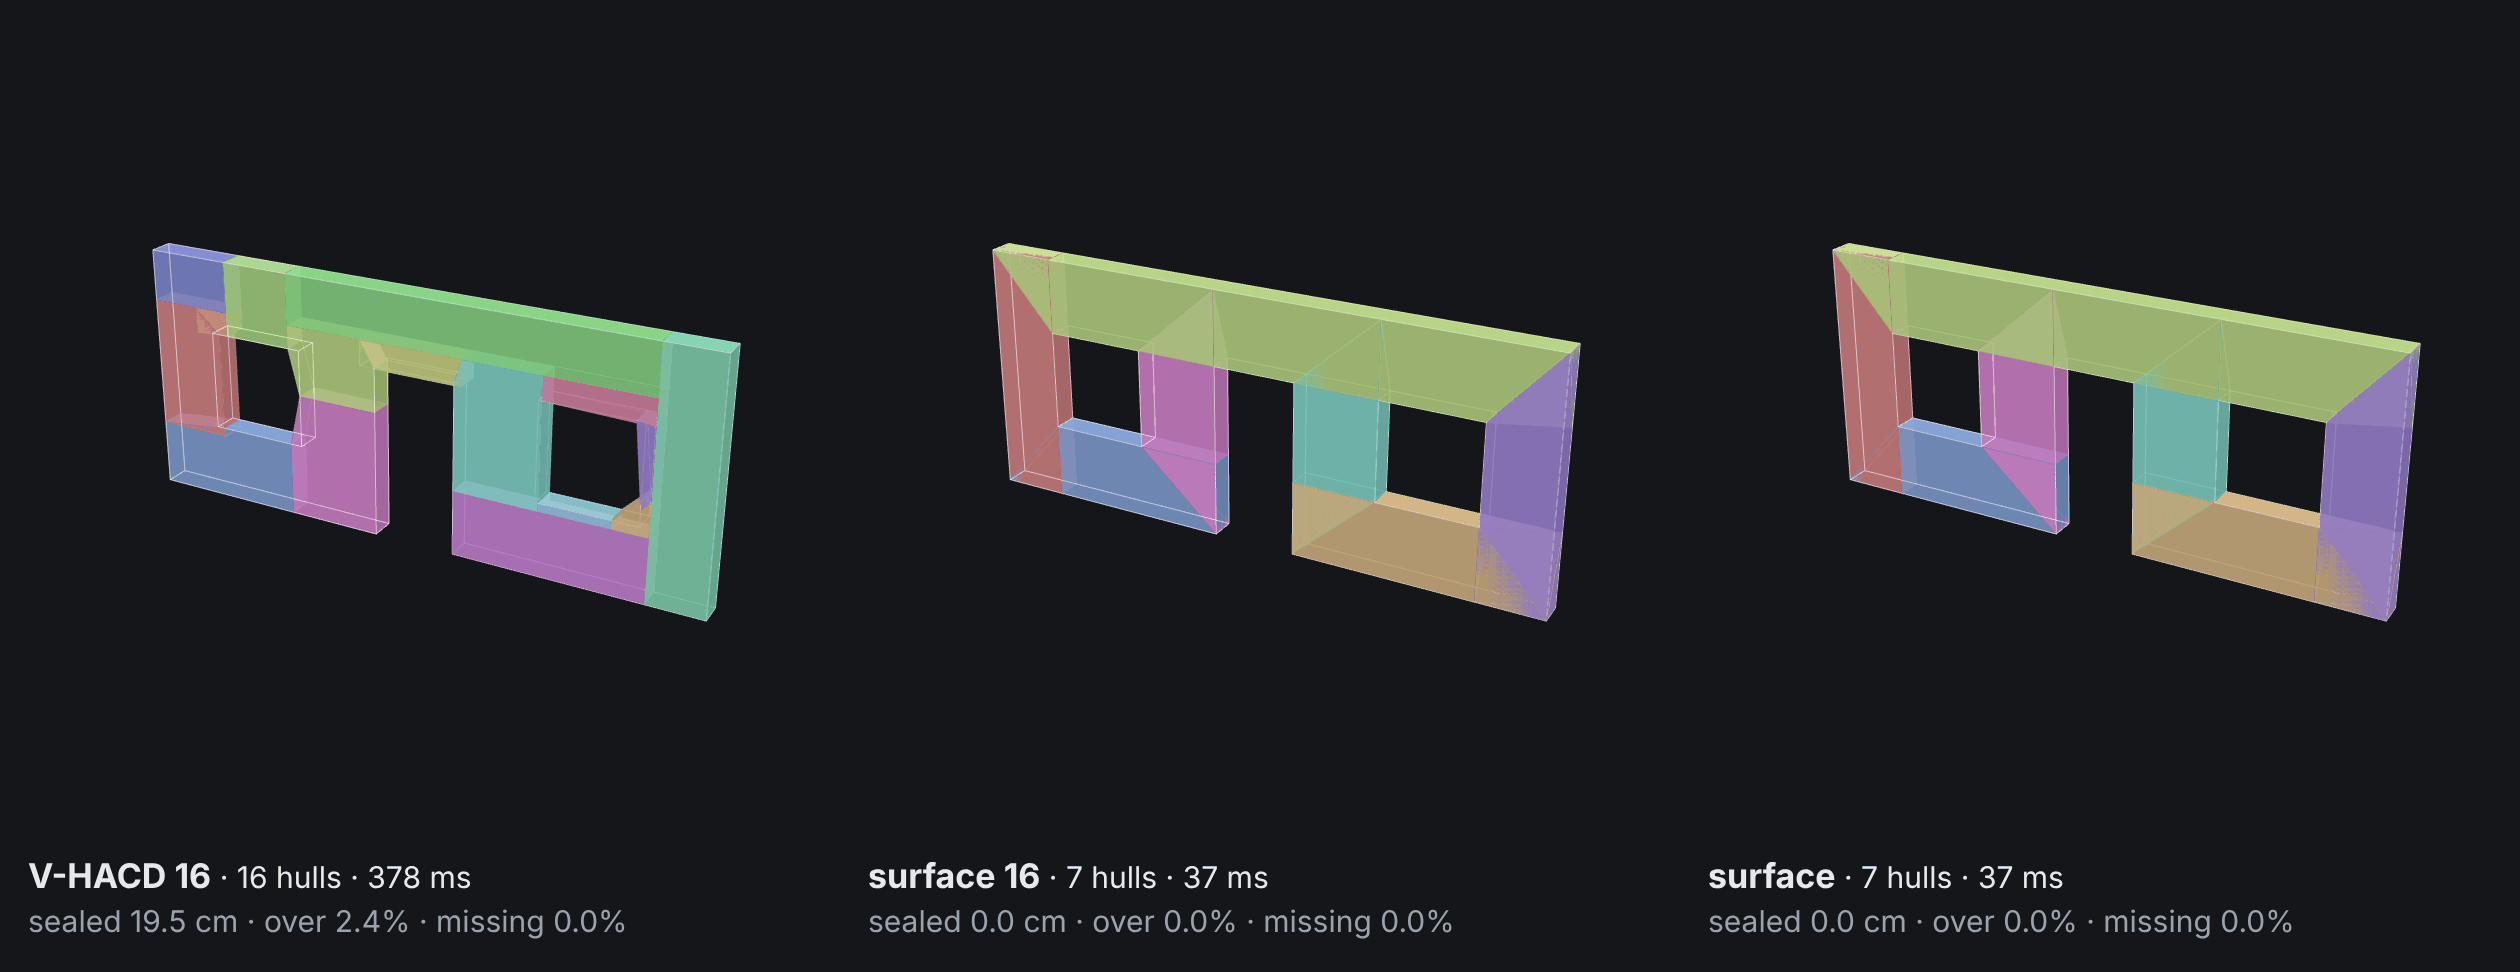 V-HACD 16 · 16 hulls · 378 ms
sealed 19.5 cm · over 2.4% · missing 0.0%
surface 16 · 7 hulls · 37 ms
sealed 0.0 cm · over 0.0% · missing 0.0%
surface · 7 hulls · 37 ms
sealed 0.0 cm · over 0.0% · missing 0.0%